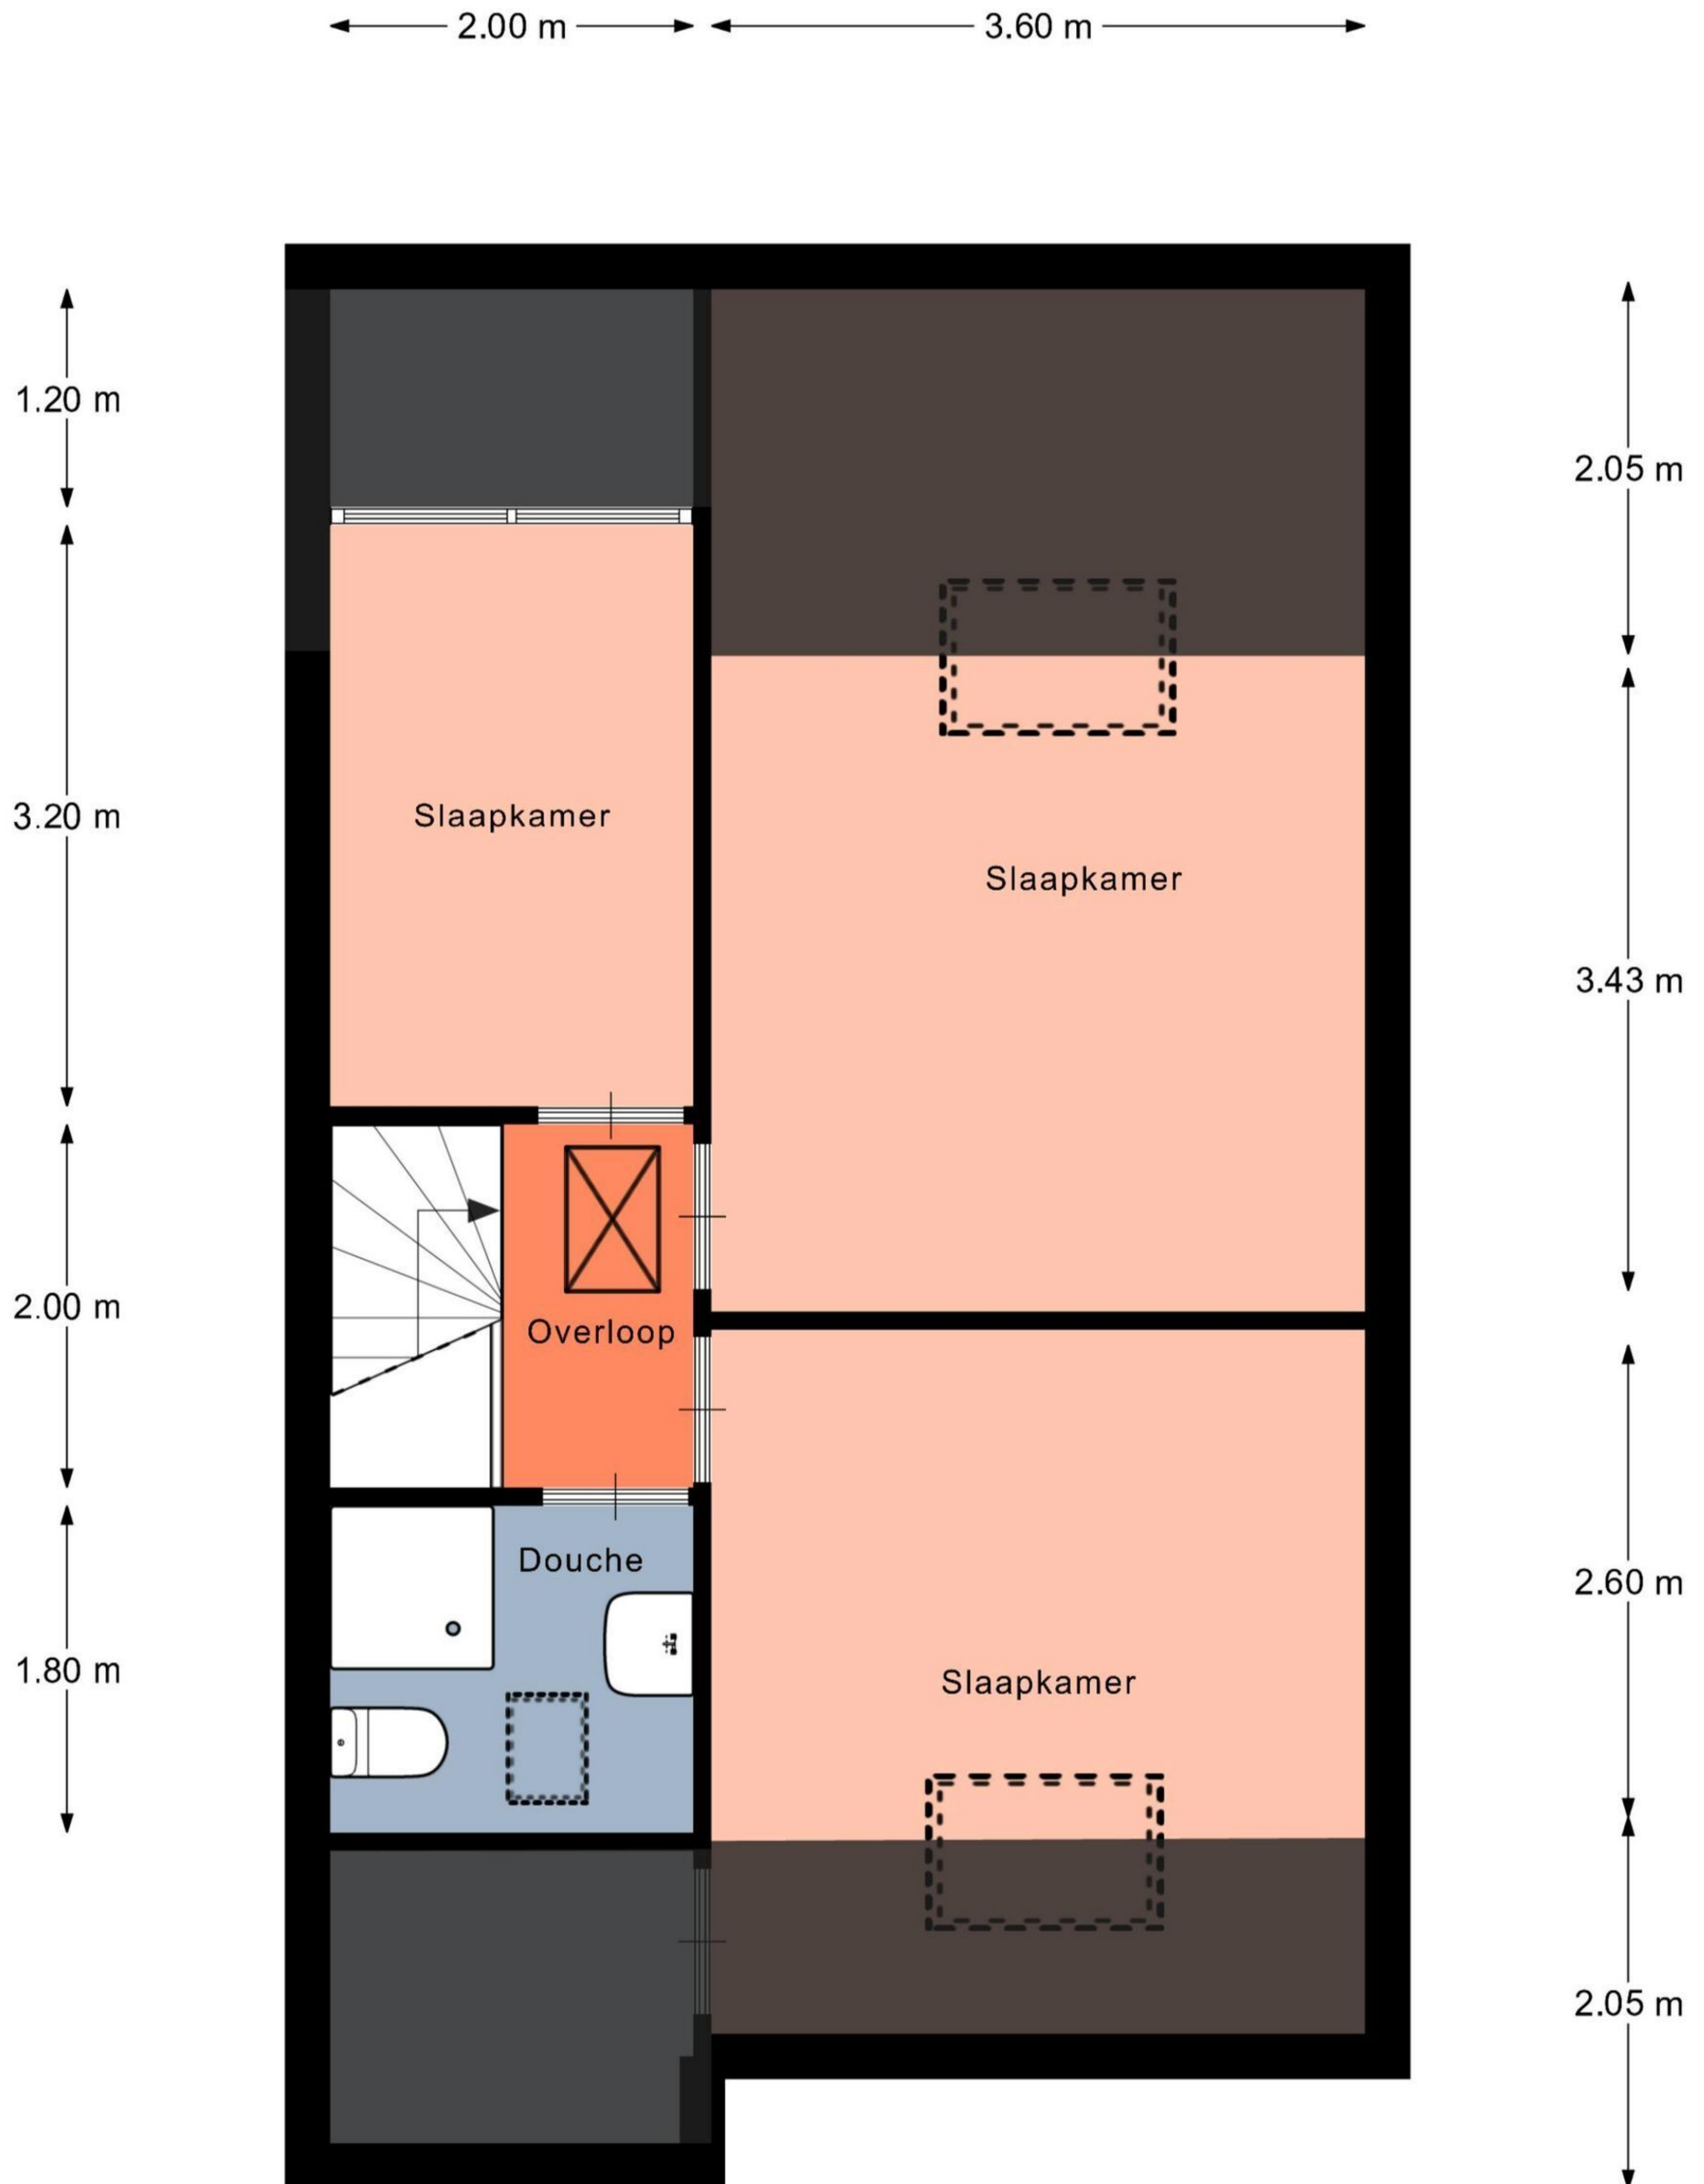 2.00 m
3.60 m
1.20 m
2.05 m
3.20 m
Slaapkamer
Slaapkamer
3.43 m
2.00 m
Overloop
Douche
2.60 m
1.80 m
Slaapkamer
2.05 m